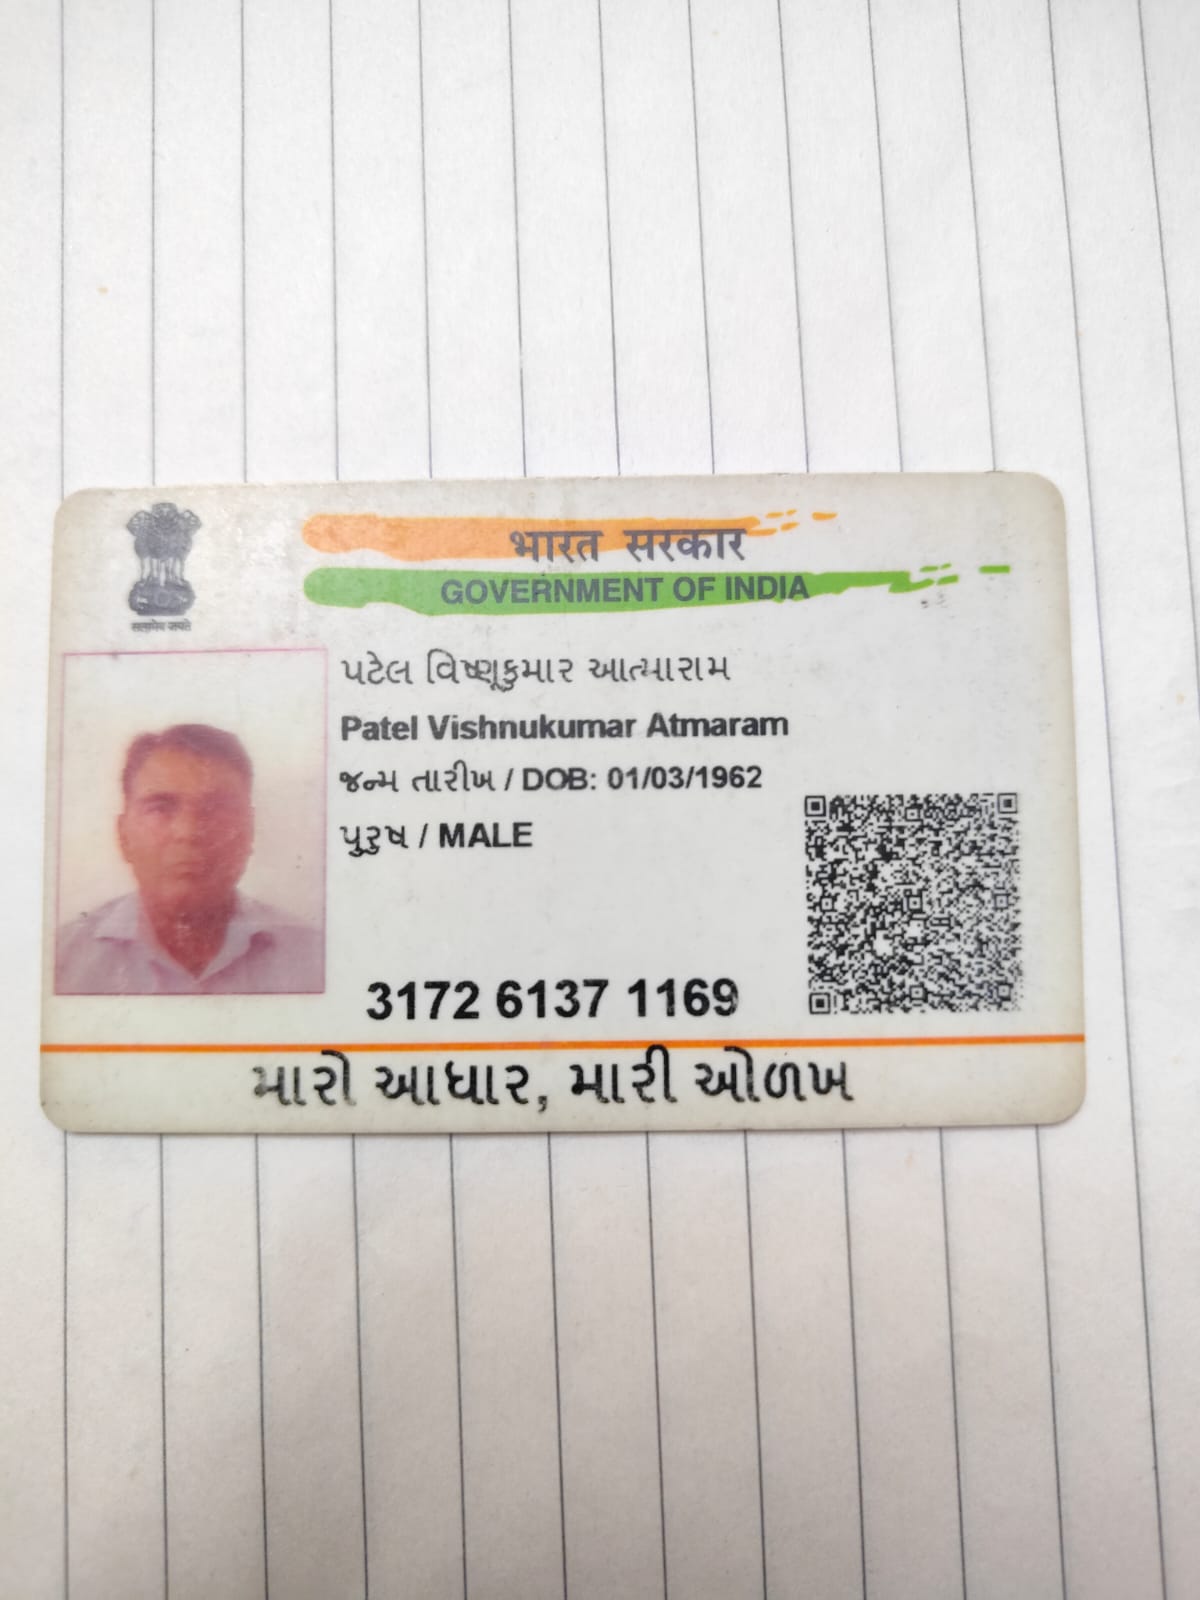 भारत सरकार
GOVERNMENT OF INDIA
सत्यमेव जयते
પટેલ વિષ્ણુકુમાર આત્મારામ
Patel Vishnukumar Atmaram
જન્મ તારીખ / DOB: 01/03/1962
પુરુષ / MALE
3172 6137 1169
મારો આધાર, મારી ઓળખ